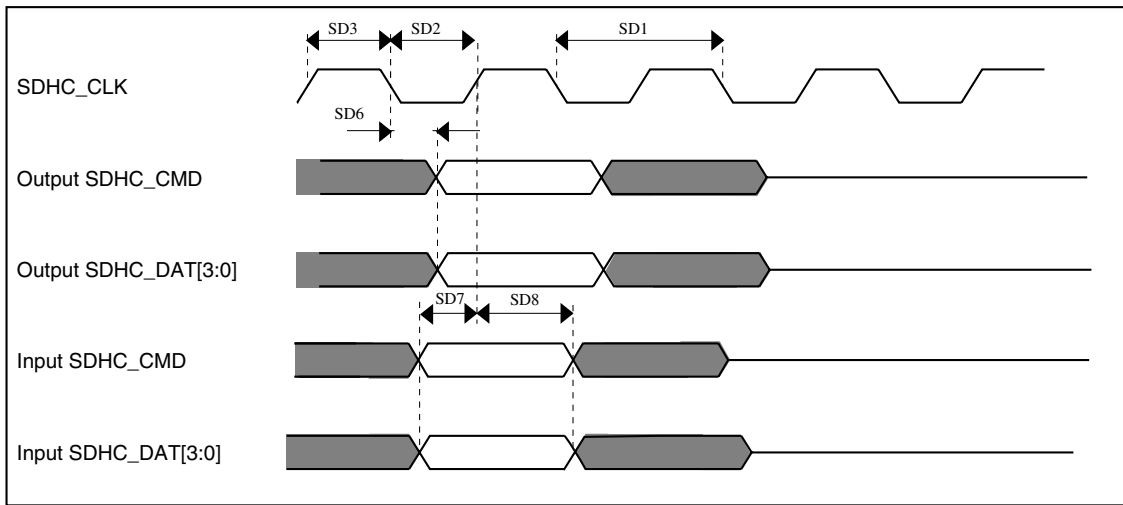 SD3
SD2
SD1
SDHC_CLK
SD6
Output SDHC_CMD
Output SDHC_DAT[3:0]
SD7
SD8
Input SDHC_CMD
Input SDHC_DAT[3:0]